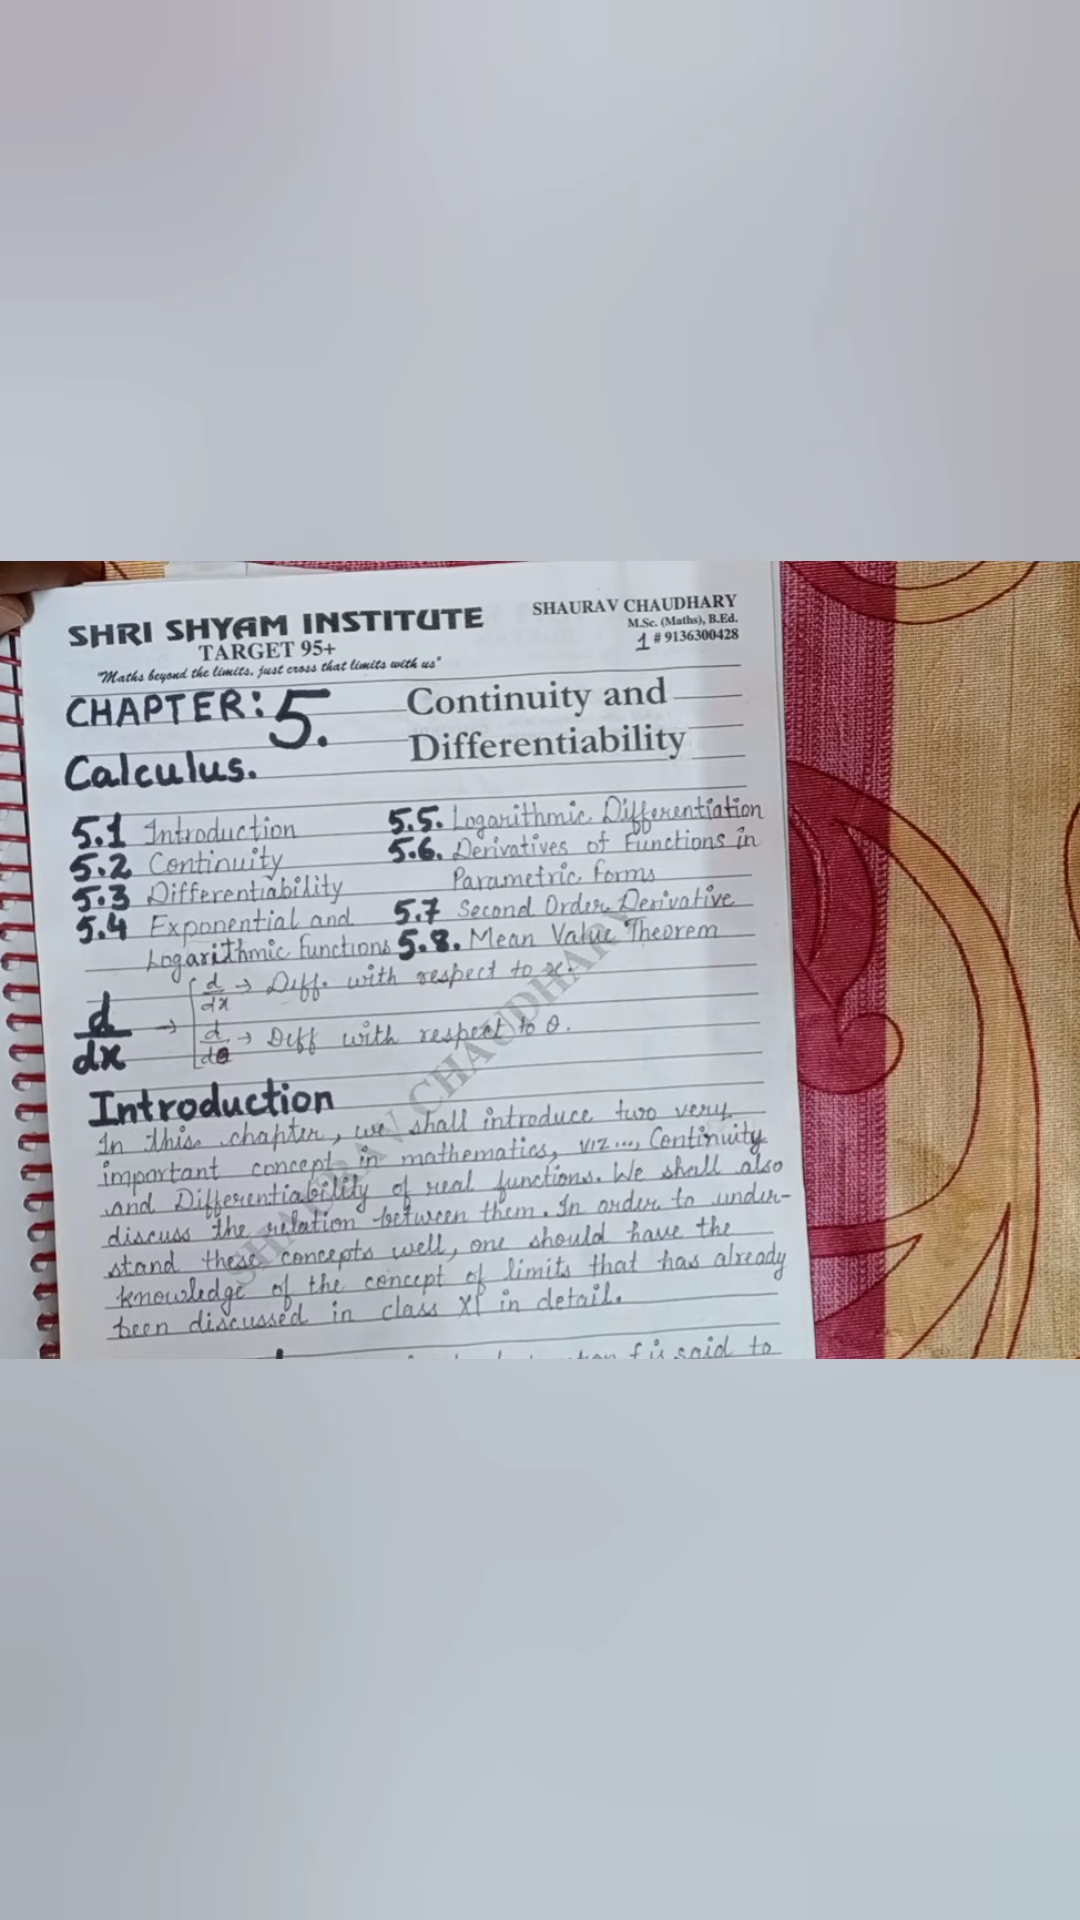 SHRI SHYAM INSTITUTE
TARGET 95+
"Maths beyond the limits, just cross that limits with us"
SHAURAV CHAUDHARY
M.Sc. (Maths), B.Ed.
1 # 9136300428
CHAPTER: 5.
Calculus.
Continuity and
Differentiability
5.1 Introduction
5.2 Continuity
5.3 Differentiability
5.4 Exponential and
Logarithmic functions
5.5. Logarithmic Differentiation
5.6. Derivatives of Functions in
Parametric forms
5.7 Second Order Derivative
5.8. Mean Value Theorem
d/dx → d/dx → Diff. with respect to x.
d/dθ → Diff with respect to θ.
Introduction
In this chapter, we shall introduce two very
important concept in mathematics, viz..., Continuity
and Differentiability of real functions. We shall also
discuss the relation between them. In order to under-
stand these concepts well, one should have the
knowledge of the concept of limits that has already
been discussed in class XI in detail.
f is said to
SHAURAV CHAUDHARY